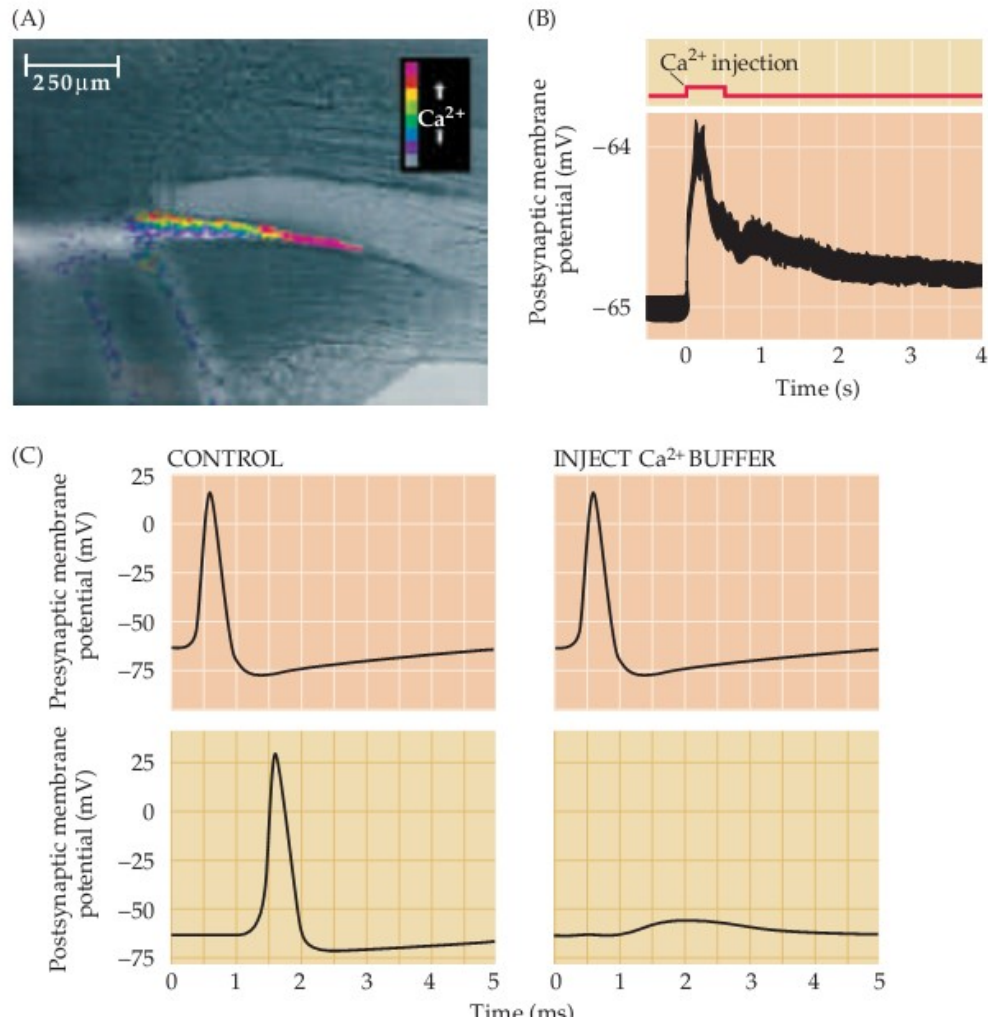 (A)
250μm
Ca²⁺
(B)
Ca²⁺ injection
Postsynaptic membrane
potential (mV)
−64
−65
0 1 2 3 4
Time (s)
(C)
CONTROL
Presynaptic membrane
potential (mV)
25
0
−25
−50
−75
INJECT Ca²⁺ BUFFER
Postsynaptic membrane
potential (mV)
25
0
−25
−50
−75
0 1 2 3 4 5
0 1 2 3 4 5
Time (ms)